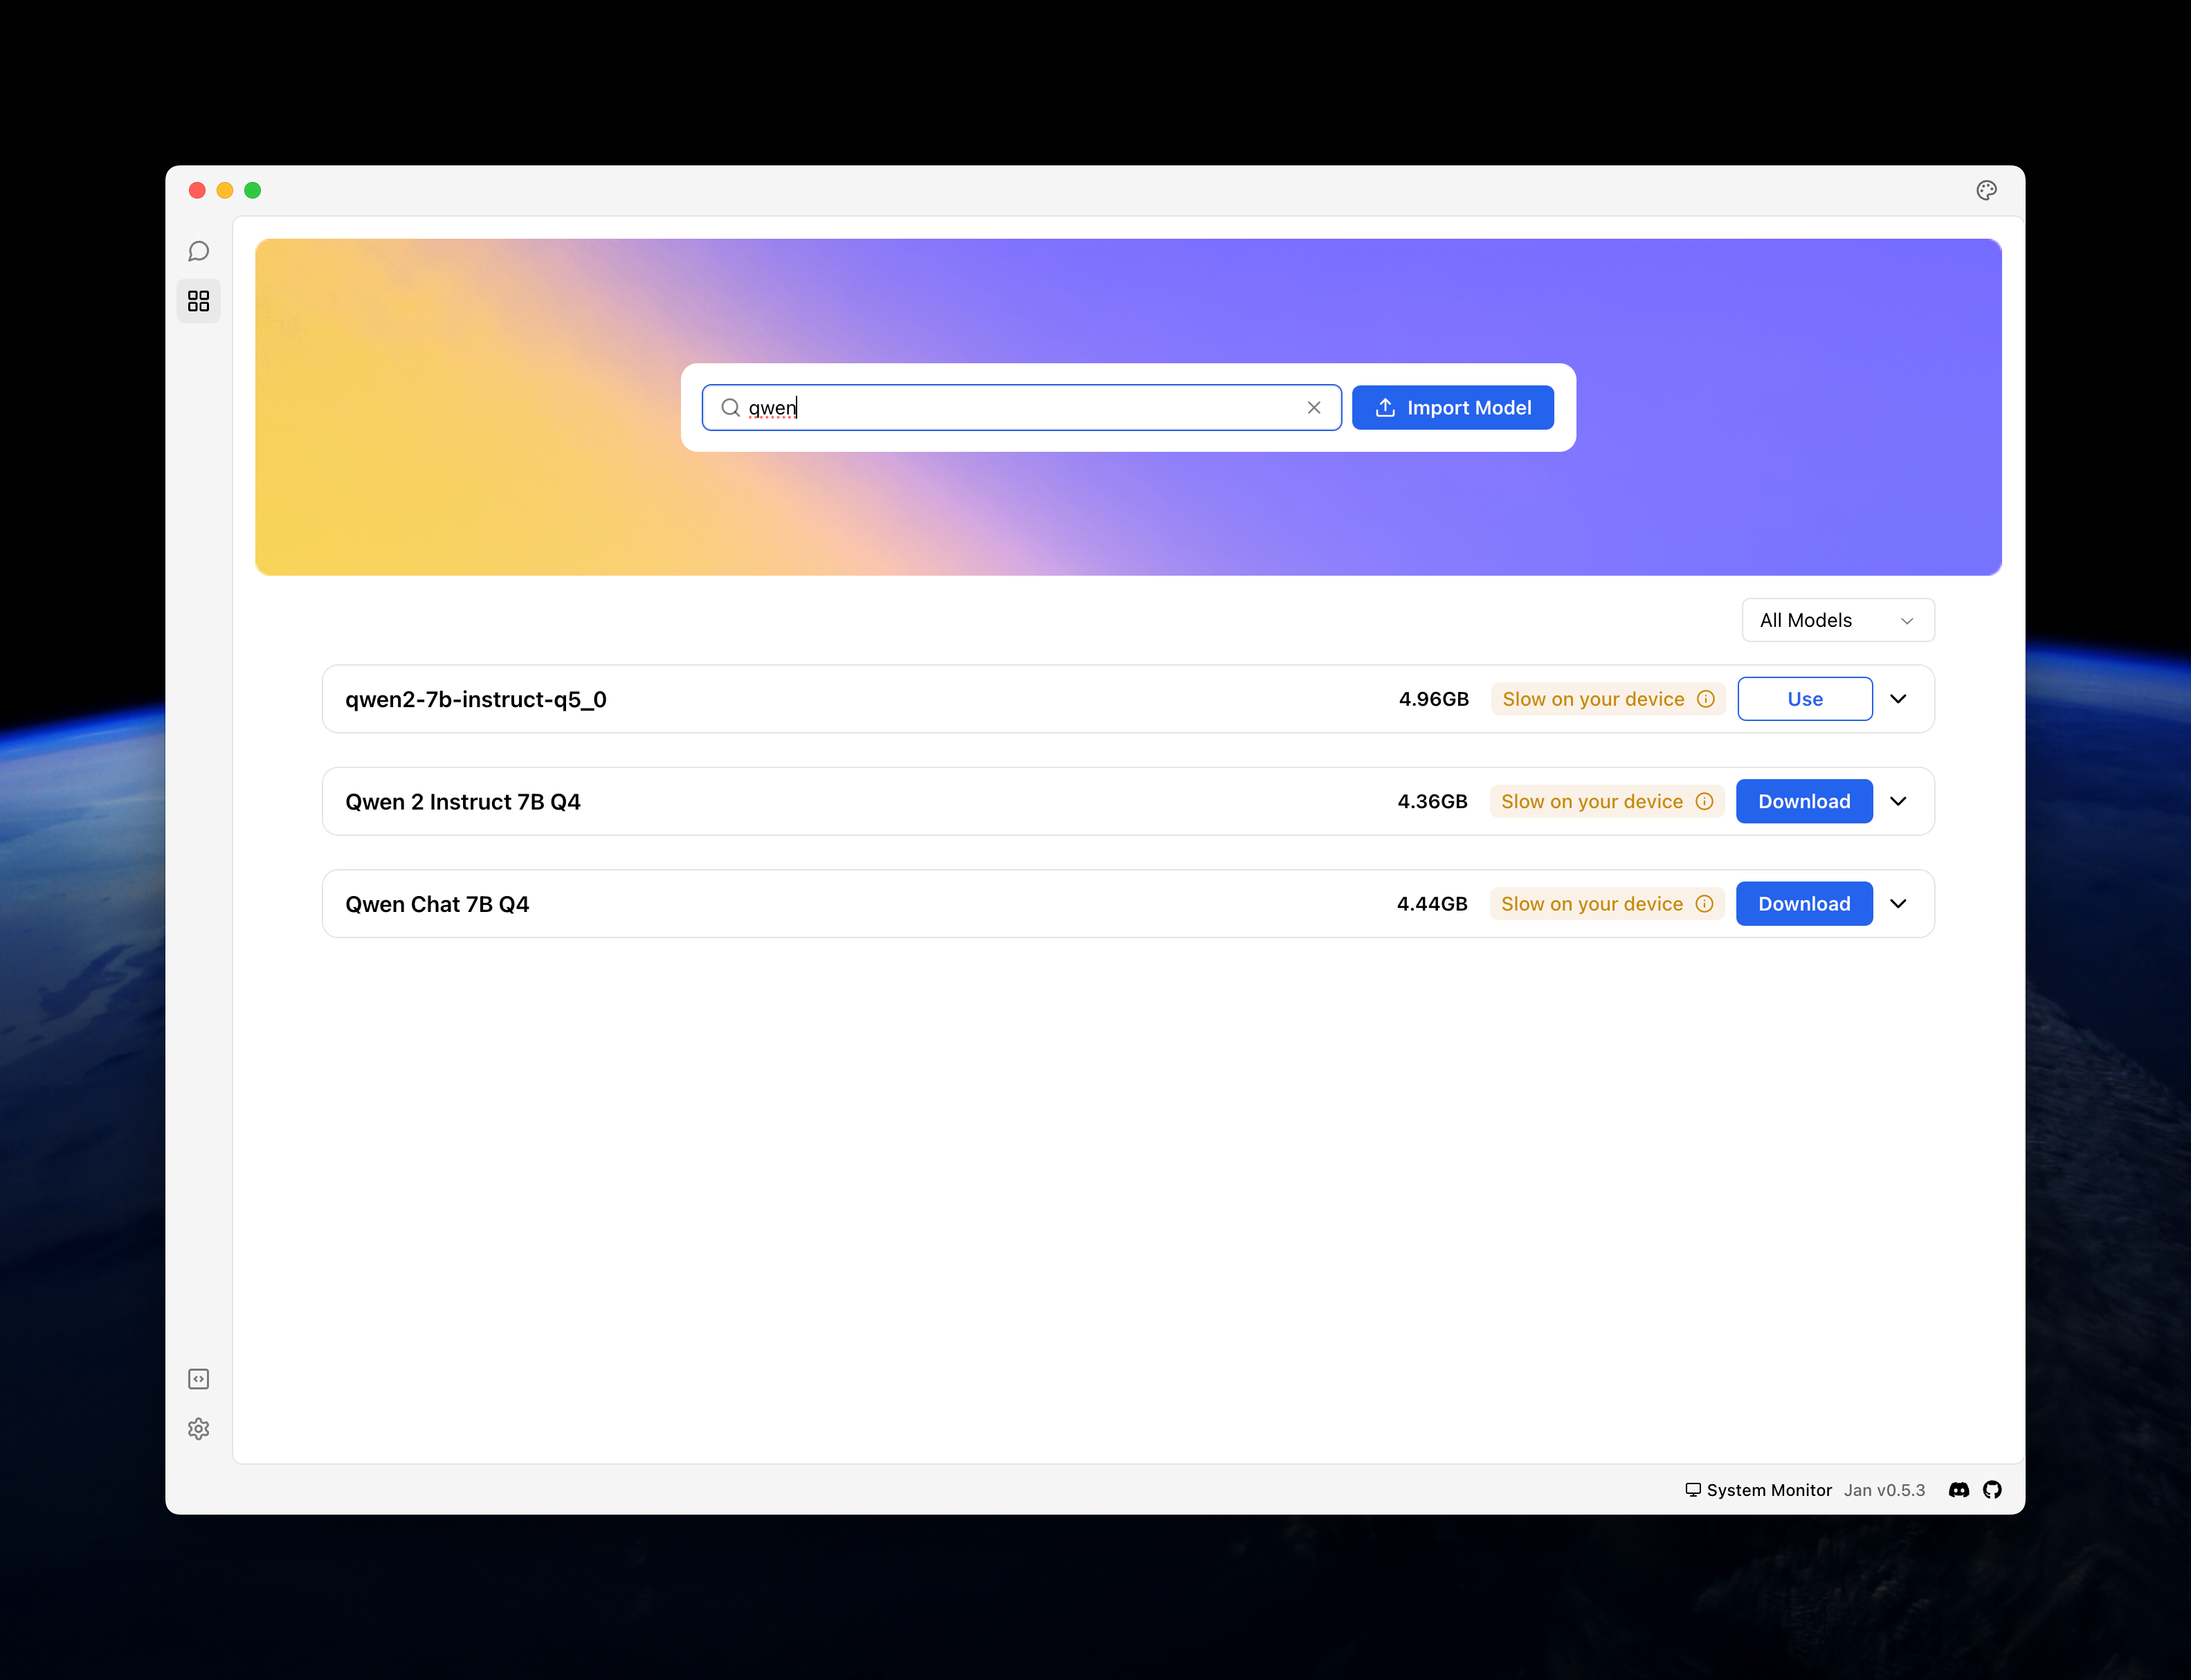 qwen
Import Model
All Models
qwen2-7b-instruct-q5_0 4.96GB Slow on your device Use
Qwen 2 Instruct 7B Q4 4.36GB Slow on your device Download
Qwen Chat 7B Q4 4.44GB Slow on your device Download
System Monitor Jan v0.5.3